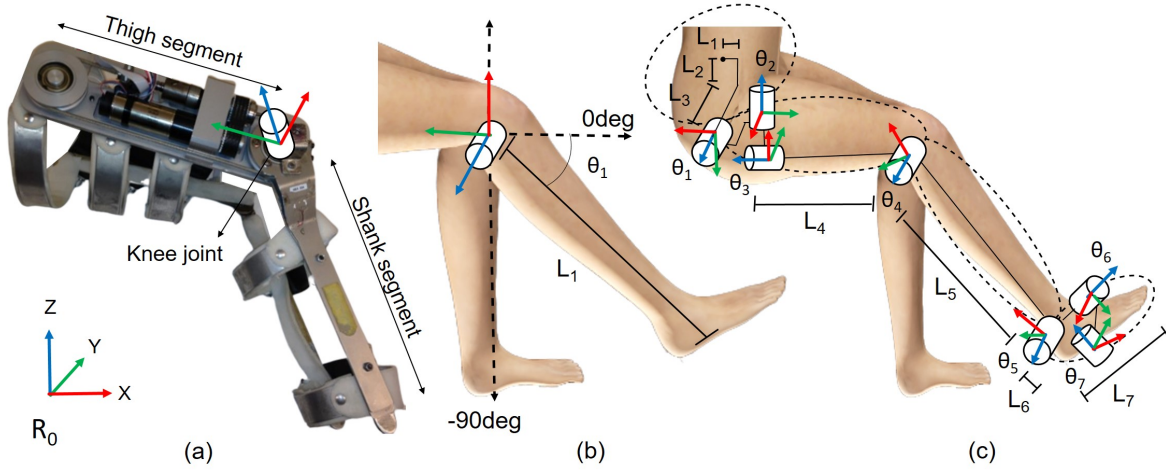 Thigh segment
Knee joint
Shank segment
Z
Y
X
R0
(a)
0deg
θ1
L1
-90deg
(b)
L1
L2
L3
θ2
θ1
θ3
θ4
L4
L5
θ6
θ5
L6
θ7
L7
(c)